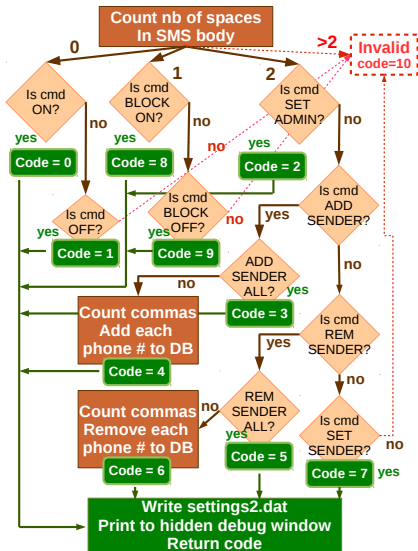 Count nb of spaces
In SMS body
>2
Invalid
code=10
0
1
2
Is cmd
ON?
Is cmd
BLOCK
ON?
Is cmd
SET
ADMIN?
yes
no
yes
no
yes
no
no
Code = 0
Code = 8
Code = 2
Is cmd
OFF?
Is cmd
BLOCK
OFF?
no
Is cmd
ADD
SENDER?
yes
Code = 1
yes
Code = 9
yes
no
ADD
SENDER
ALL?
no
yes
Code = 3
Count commas
Add each
phone # to DB
Code = 4
Is cmd
REM
SENDER?
yes
no
REM
SENDER
ALL?
no
yes
Code = 5
Count commas
Remove each
phone # to DB
Code = 6
Is cmd
SET
SENDER?
no
Code = 7
yes
Write settings2.dat
Print to hidden debug window
Return code